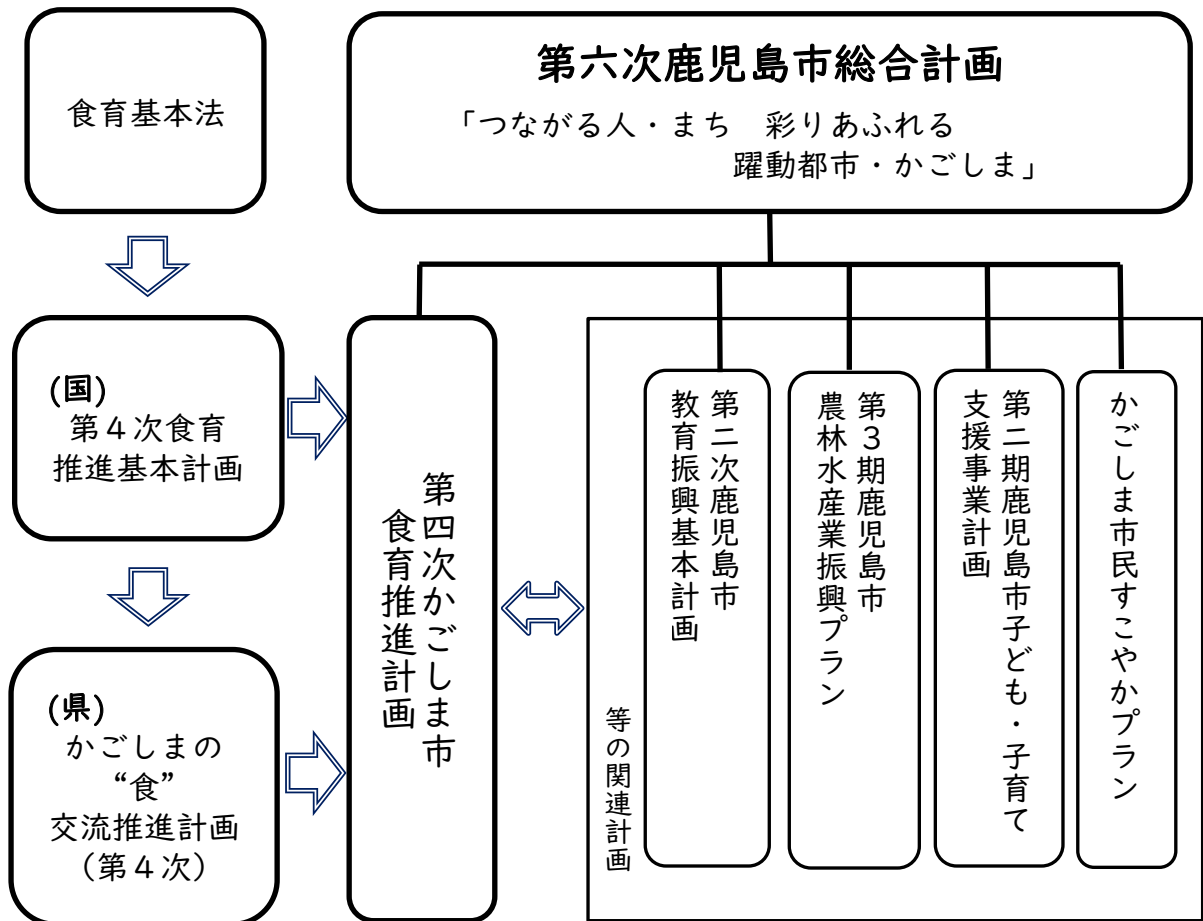 食育基本法
第六次鹿児島市総合計画
「つながる人・まち　彩りあふれる
躍動都市・かごしま」
(国)
第４次食育
推進基本計画
(県)
かごしまの
“食”
交流推進計画
（第４次）
第四次かごしま市
食育推進計画
かごしま市民すこやかプラン
第二期鹿児島市子ども・子育て
支援事業計画
第３期鹿児島市
農林水産業振興プラン
第二次鹿児島市
教育振興基本計画
等の関連計画